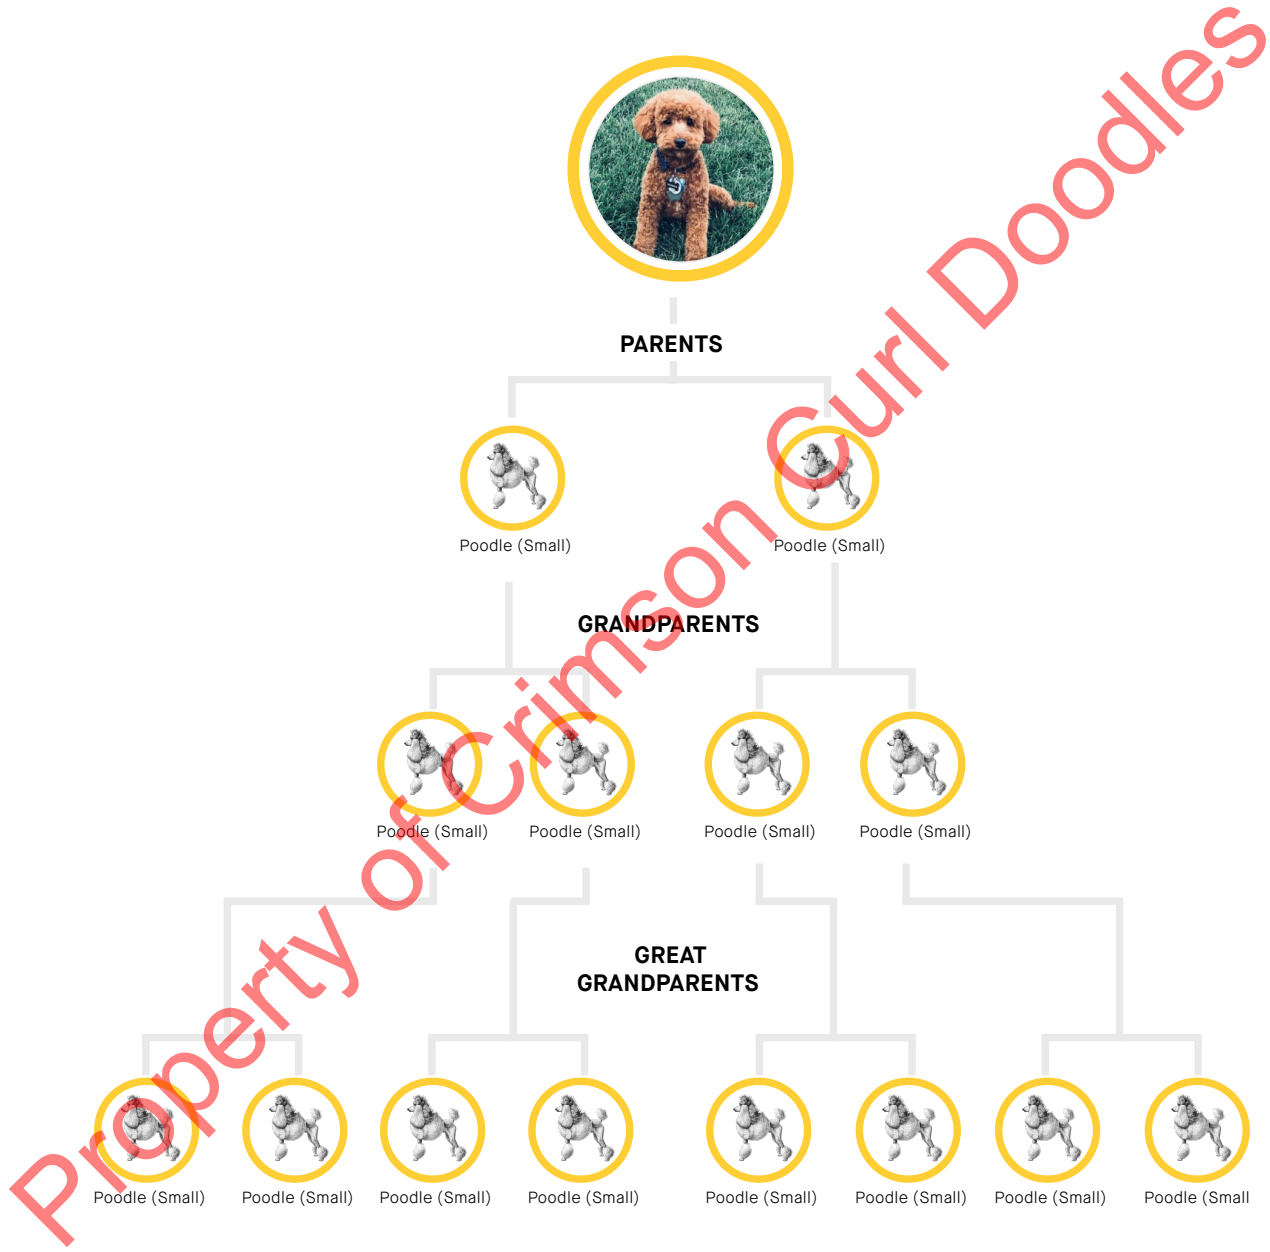 PARENTS
Poodle (Small) Poodle (Small)
GRANDPARENTS
Poodle (Small) Poodle (Small) Poodle (Small) Poodle (Small)
GREAT
GRANDPARENTS
Poodle (Small) Poodle (Small) Poodle (Small) Poodle (Small) Poodle (Small) Poodle (Small) Poodle (Small) Poodle (Small
Property of Crimson Curl Doodles